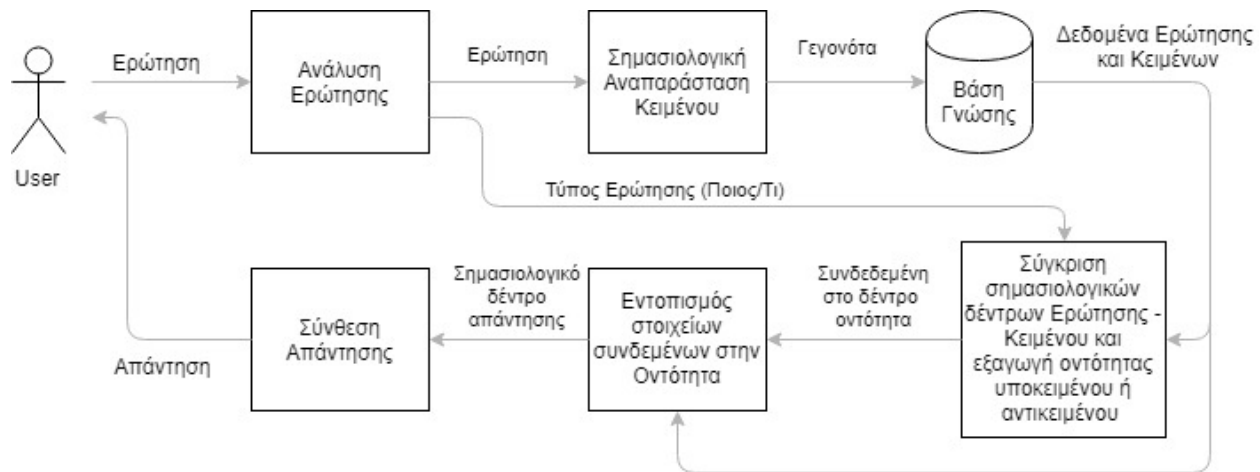 Ερώτηση
Ανάλυση
Ερώτησης
Ερώτηση
Σημασιολογική
Αναπαράσταση
Κειμένου
Γεγονότα
Βάση
Γνώσης
Δεδομένα Ερώτησης
και Κειμένων
User
Τύπος Ερώτησης (Ποιος/Τι)
Σύγκριση
σημασιολογικών
δέντρων Ερώτησης -
Κειμένου και
εξαγωγή οντότητας
υποκειμένου ή
αντικειμένου
Συνδεδεμένη
στο δέντρο
οντότητα
Εντοπισμός
στοιχείων
συνδεμένων στην
Οντότητα
Σημασιολογικό
δέντρο
απάντησης
Σύνθεση
Απάντησης
Απάντηση